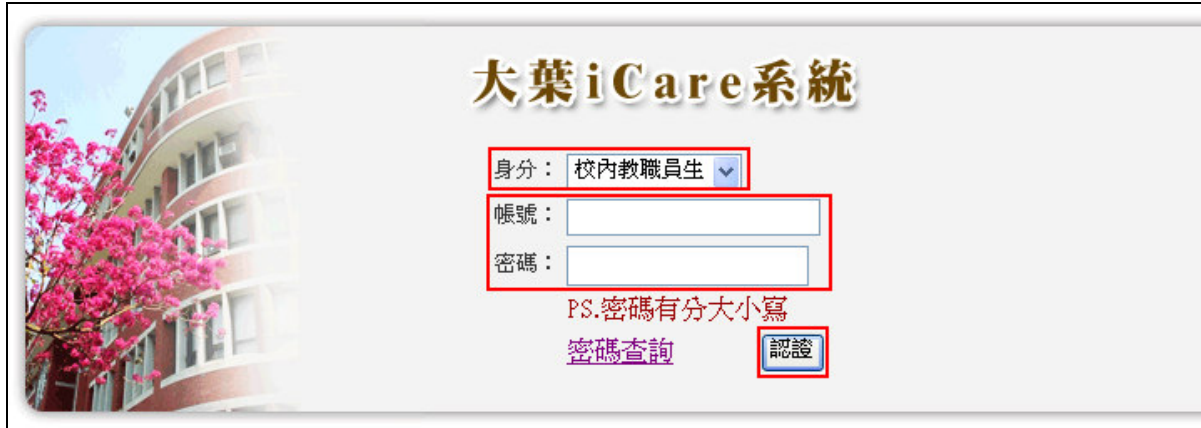 大葉iCare系統
身分： 校內教職員生
帳號：
密碼：
PS.密碼有分大小寫
密碼查詢 認證